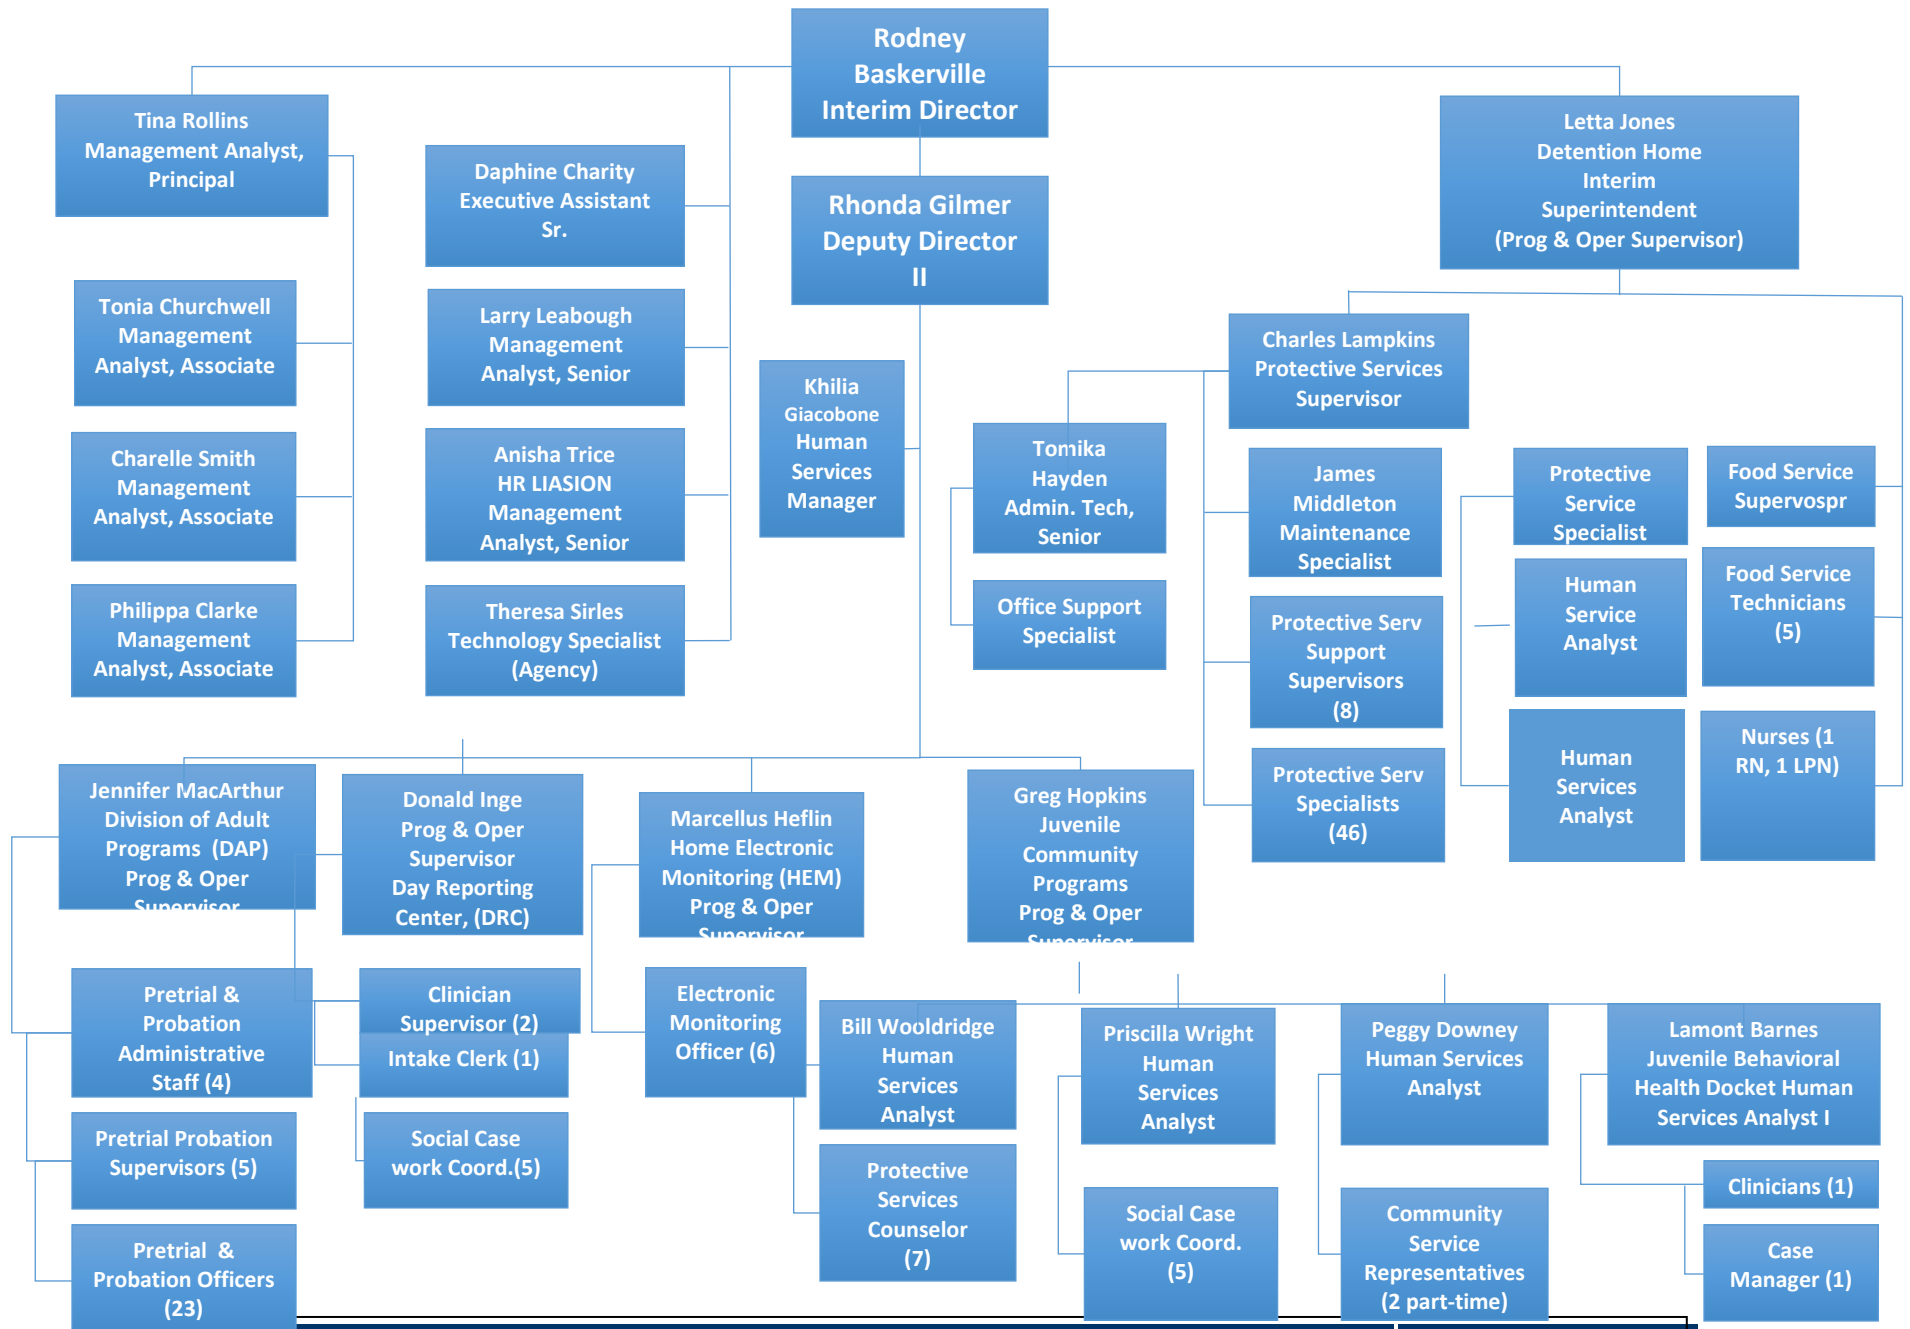 Rodney
Baskerville
Interim Director
Tina Rollins
Management Analyst,
Principal
Letta Jones
Detention Home
Interim
Superintendent
(Prog & Oper Supervisor)
Daphine Charity
Executive Assistant
Sr.
Rhonda Gilmer
Deputy Director
II
Tonia Churchwell
Management
Analyst, Associate
Larry Leabough
Management
Analyst, Senior
Charles Lampkins
Protective Services
Supervisor
Khilia
Giacobone
Human
Services
Manager
Charelle Smith
Management
Analyst, Associate
Anisha Trice
HR LIASION
Management
Analyst, Senior
Tomika
Hayden
Admin. Tech,
Senior
James
Middleton
Maintenance
Specialist
Protective
Service
Specialist
Food Service
Supervospr
Philippa Clarke
Management
Analyst, Associate
Theresa Sirles
Technology Specialist
(Agency)
Office Support
Specialist
Protective Serv
Support
Supervisors
(8)
Human
Service
Analyst
Food Service
Technicians
(5)
Protective Serv
Specialists
(46)
Human
Services
Analyst
Nurses (1
RN, 1 LPN)
Jennifer MacArthur
Division of Adult
Programs (DAP)
Prog & Oper
Supervisor
Donald Inge
Prog & Oper
Supervisor
Day Reporting
Center, (DRC)
Marcellus Heflin
Home Electronic
Monitoring (HEM)
Prog & Oper
Supervisor
Greg Hopkins
Juvenile
Community
Programs
Prog & Oper
Supervisor
Pretrial &
Probation
Administrative
Staff (4)
Clinician
Supervisor (2)
Intake Clerk (1)
Electronic
Monitoring
Officer (6)
Bill Wooldridge
Human
Services
Analyst
Priscilla Wright
Human
Services
Analyst
Peggy Downey
Human Services
Analyst
Lamont Barnes
Juvenile Behavioral
Health Docket Human
Services Analyst I
Pretrial Probation
Supervisors (5)
Social Case
work Coord.(5)
Protective
Services
Counselor
(7)
Social Case
work Coord.
(5)
Community
Service
Representatives
(2 part-time)
Clinicians (1)
Case
Manager (1)
Pretrial &
Probation Officers
(23)